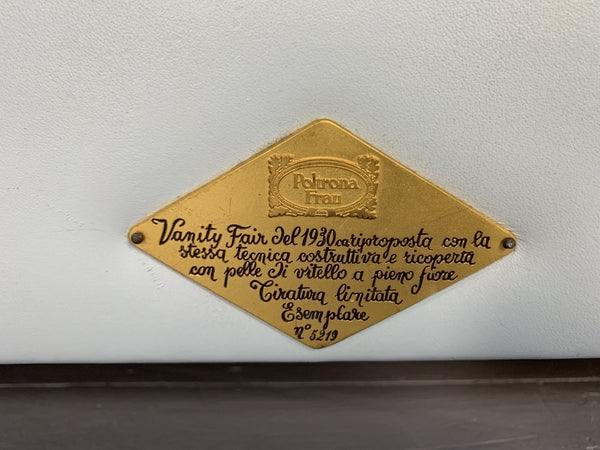 Poltrona
Frau
Vanity Fair del 1930 ca riproposta con la
stessa tecnica costruttiva e ricoperta
con pelle di vitello a pieno fiore
Tiratura limitata
Esemplare
n° 5219